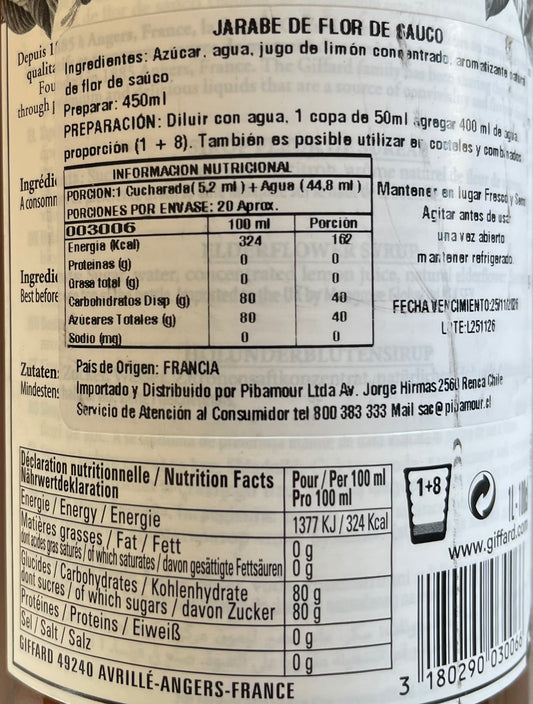 JARABE DE FLOR DE SAUCO
Ingredientes: Azúcar, agua, jugo de limón concentrado, aromatizante natural
de flor de saúco.
Preparar: 450ml
PREPARACIÓN: Diluir con agua, 1 copa de 50ml agregar 400 ml de agua
proporción (1 + 8). También es posible utilizar en cocteles y combinados
INFORMACION NUTRICIONAL
PORCION:1 Cucharada( 5,2 ml ) + Agua ( 44,8 ml )
PORCIONES POR ENVASE: 20 Aprox.
003006 100 ml Porción
Energia (Kcal) 324 162
Proteinas (g) 0 0
Grasa total (g) 0 0
Carbohidratos Disp (g) 80 40
Azúcares Totales (g) 80 40
Sodio (mg) 0 0
Mantener en lugar Fresco y
Agitar antes de usar
una vez abierto
mantener refrigerado
FECHA VENCIMIENTO:25/11/2026
LOTE:L251126
País de Origen: FRANCIA
Importado y Distribuido por Pibamour Ltda Av. Jorge Hirmas 2560 Renca Chile
Servicio de Atención al Consumidor tel 800 383 333 Mail sac@pibamour.cl
Depuis 1
qualité
Fou
through
Ingrédi
A consomm
Ingredie
Best before
Zutaten:
Mindestens
Déclaration nutritionnelle / Nutrition Facts
Nährwertdeklaration
Pour / Per 100 ml
Pro 100 ml
Energie / Energy / Energie 1377 KJ / 324 Kcal
Matières grasses / Fat / Fett 0 g
dont acides gras saturés / of which saturates / davon gesättigte Fettsäuren 0 g
Glucides / Carbohydrates / Kohlenhydrate 80 g
dont sucres / of which sugars / davon Zucker 80 g
Protéines / Proteins / Eiweiß 0 g
Sel / Salt / Salz 0 g
GIFFARD 49240 AVRILLÉ-ANGERS-FRANCE
1+8
www.giffard.com
3 180290 030066